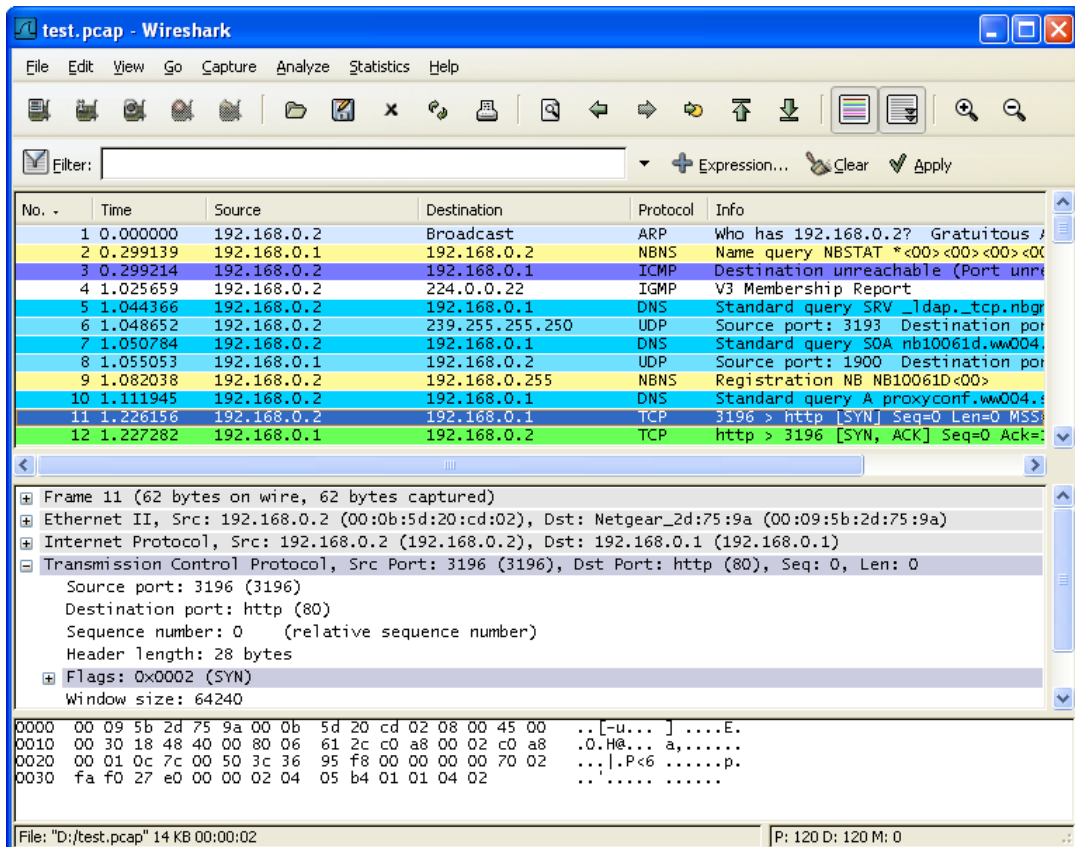 test.pcap - Wireshark
File Edit View Go Capture Analyze Statistics Help
Filter: Expression... Clear Apply
No. Time Source Destination Protocol Info
1 0.000000 192.168.0.2 Broadcast ARP Who has 192.168.0.2? Gratuitous
2 0.299139 192.168.0.1 192.168.0.2 NBNS Name query NBSTAT *<00><00><00><00
3 0.299214 192.168.0.2 192.168.0.1 ICMP Destination unreachable (Port unre
4 1.025659 192.168.0.2 224.0.0.22 IGMP V3 Membership Report
5 1.044366 192.168.0.2 192.168.0.1 DNS Standard query SRV _ldap._tcp.nbgr
6 1.048652 192.168.0.2 239.255.255.250 UDP Source port: 3193 Destination por
7 1.050784 192.168.0.2 192.168.0.1 DNS Standard query SOA nb10061d.ww004.
8 1.055053 192.168.0.1 192.168.0.2 UDP Source port: 1900 Destination por
9 1.082038 192.168.0.2 192.168.0.255 NBNS Registration NB NB10061D<00>
10 1.111945 192.168.0.2 192.168.0.1 DNS Standard query A proxyconf.ww004.s
11 1.226156 192.168.0.2 192.168.0.1 TCP 3196 > http [SYN] Seq=0 Len=0 MSS
12 1.227282 192.168.0.1 192.168.0.2 TCP http > 3196 [SYN, ACK] Seq=0 Ack=
Frame 11 (62 bytes on wire, 62 bytes captured)
Ethernet II, Src: 192.168.0.2 (00:0b:5d:20:cd:02), Dst: Netgear_2d:75:9a (00:09:5b:2d:75:9a)
Internet Protocol, Src: 192.168.0.2 (192.168.0.2), Dst: 192.168.0.1 (192.168.0.1)
Transmission Control Protocol, Src Port: 3196 (3196), Dst Port: http (80), Seq: 0, Len: 0
Source port: 3196 (3196)
Destination port: http (80)
Sequence number: 0 (relative sequence number)
Header length: 28 bytes
Flags: 0x0002 (SYN)
Window size: 64240
0000 00 09 5b 2d 75 9a 00 0b 5d 20 cd 02 08 00 45 00 ..[-u... ] ....E.
0010 00 30 18 48 40 00 80 06 61 2c c0 a8 00 02 c0 a8 .0.H@... a,......
0020 00 01 0c 7c 00 50 3c 36 95 f8 00 00 00 00 70 02 ...|.P<6 ......p.
0030 fa f0 27 e0 00 00 02 04 05 b4 01 01 04 02 ..'..... ......
File: "D:/test.pcap" 14 KB 00:00:02 P: 120 D: 120 M: 0